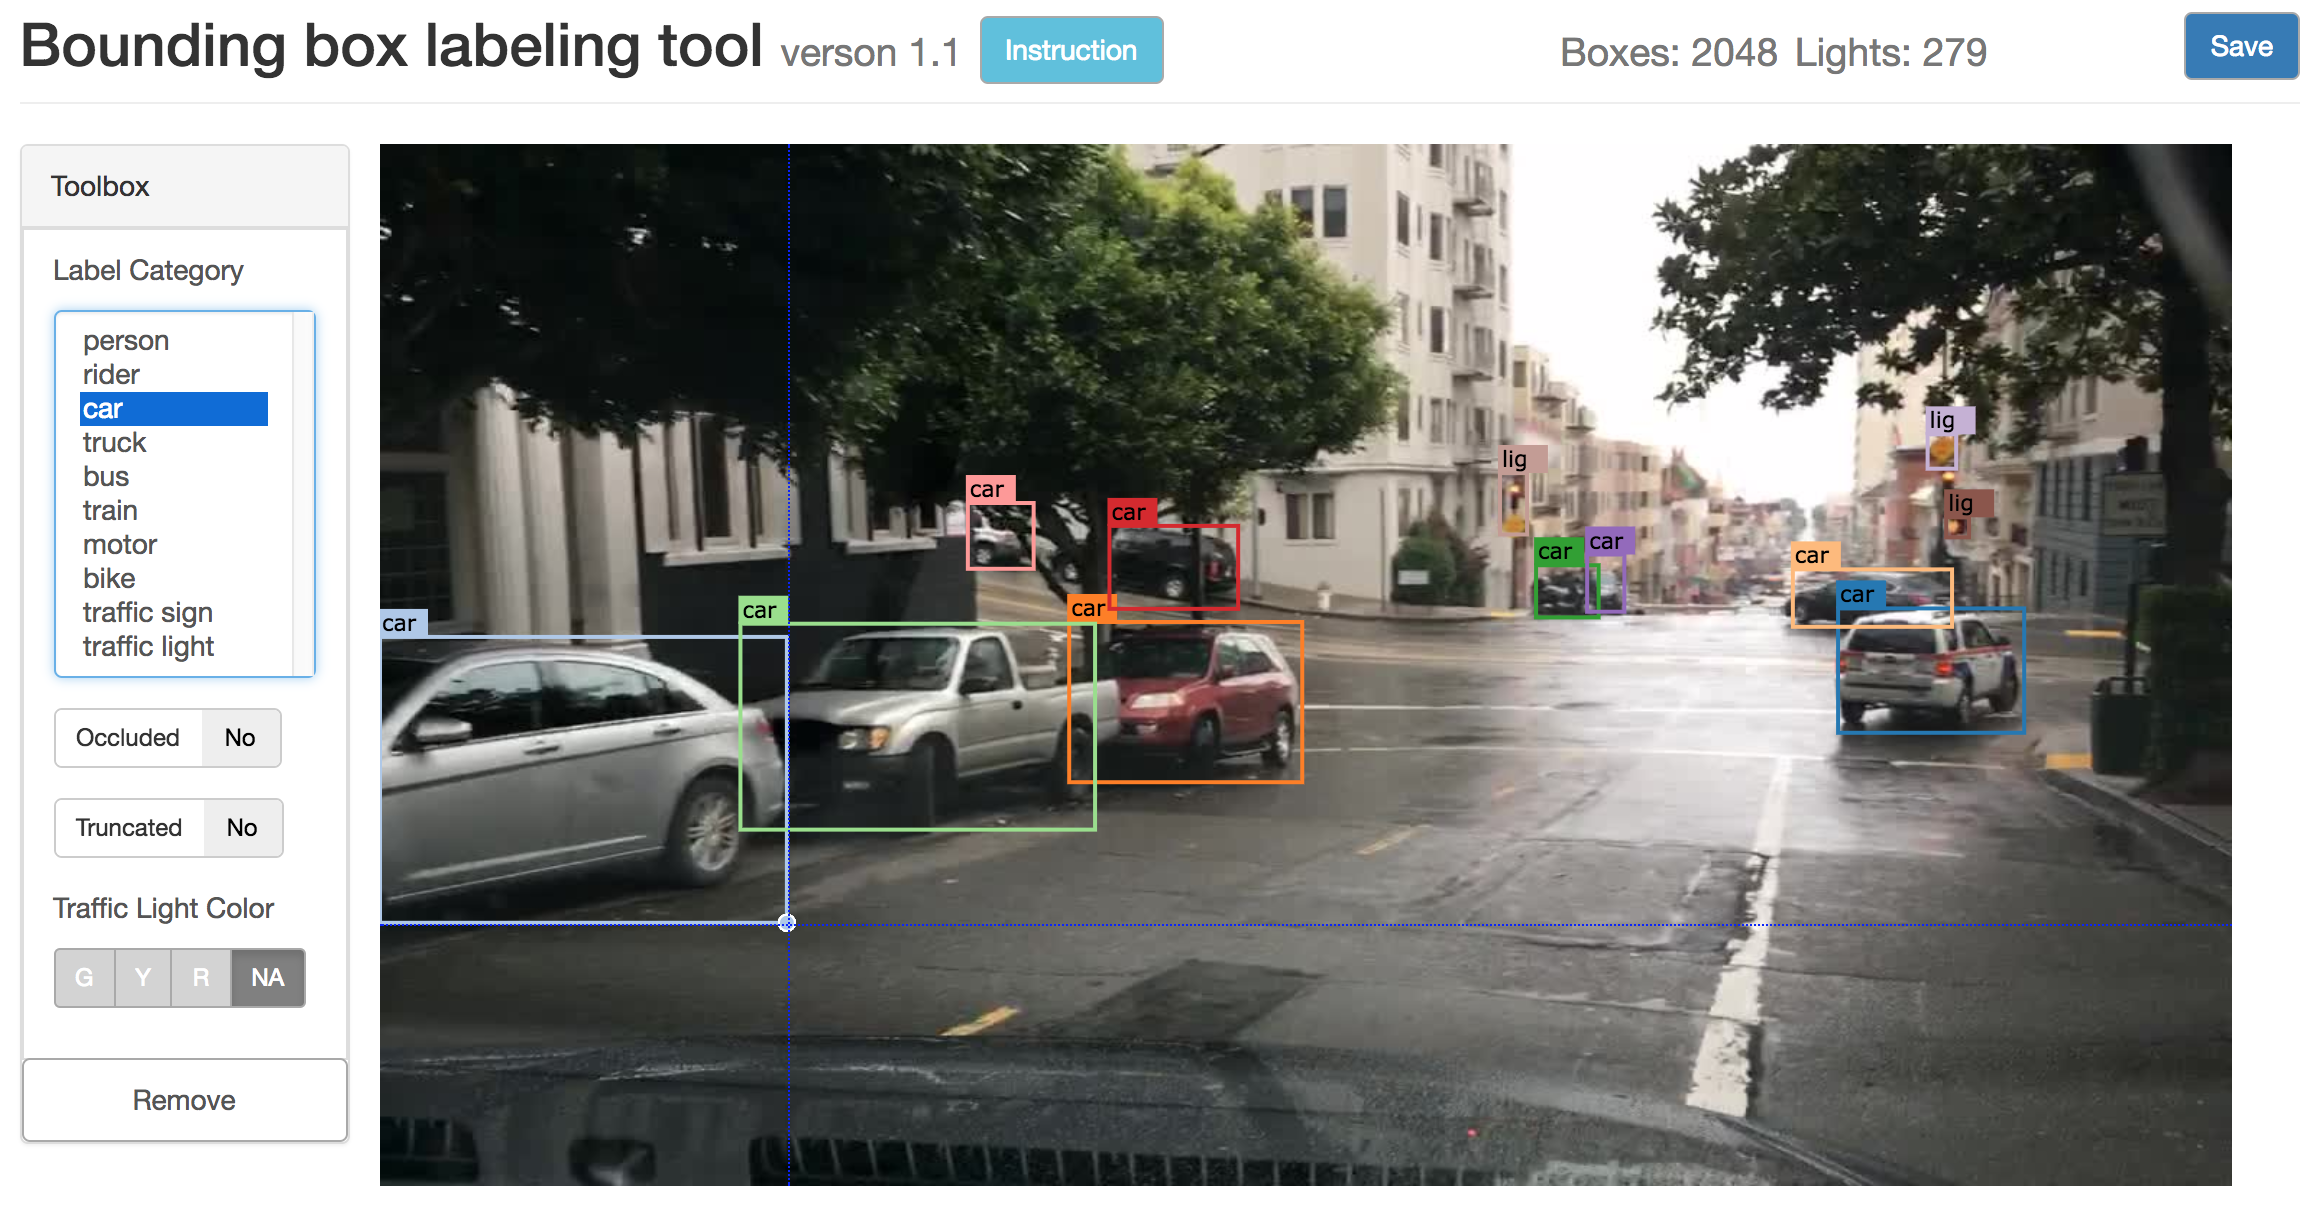 Bounding box labeling tool verson 1.1 Instruction Boxes: 2048 Lights: 279 Save
Toolbox
Label Category
person
rider
car
truck
bus
train
motor
bike
traffic sign
traffic light
Occluded No
Truncated No
Traffic Light Color
G Y R NA
Remove
lig
lig
car
lig
car
car
car
car
car
car
car
car
car